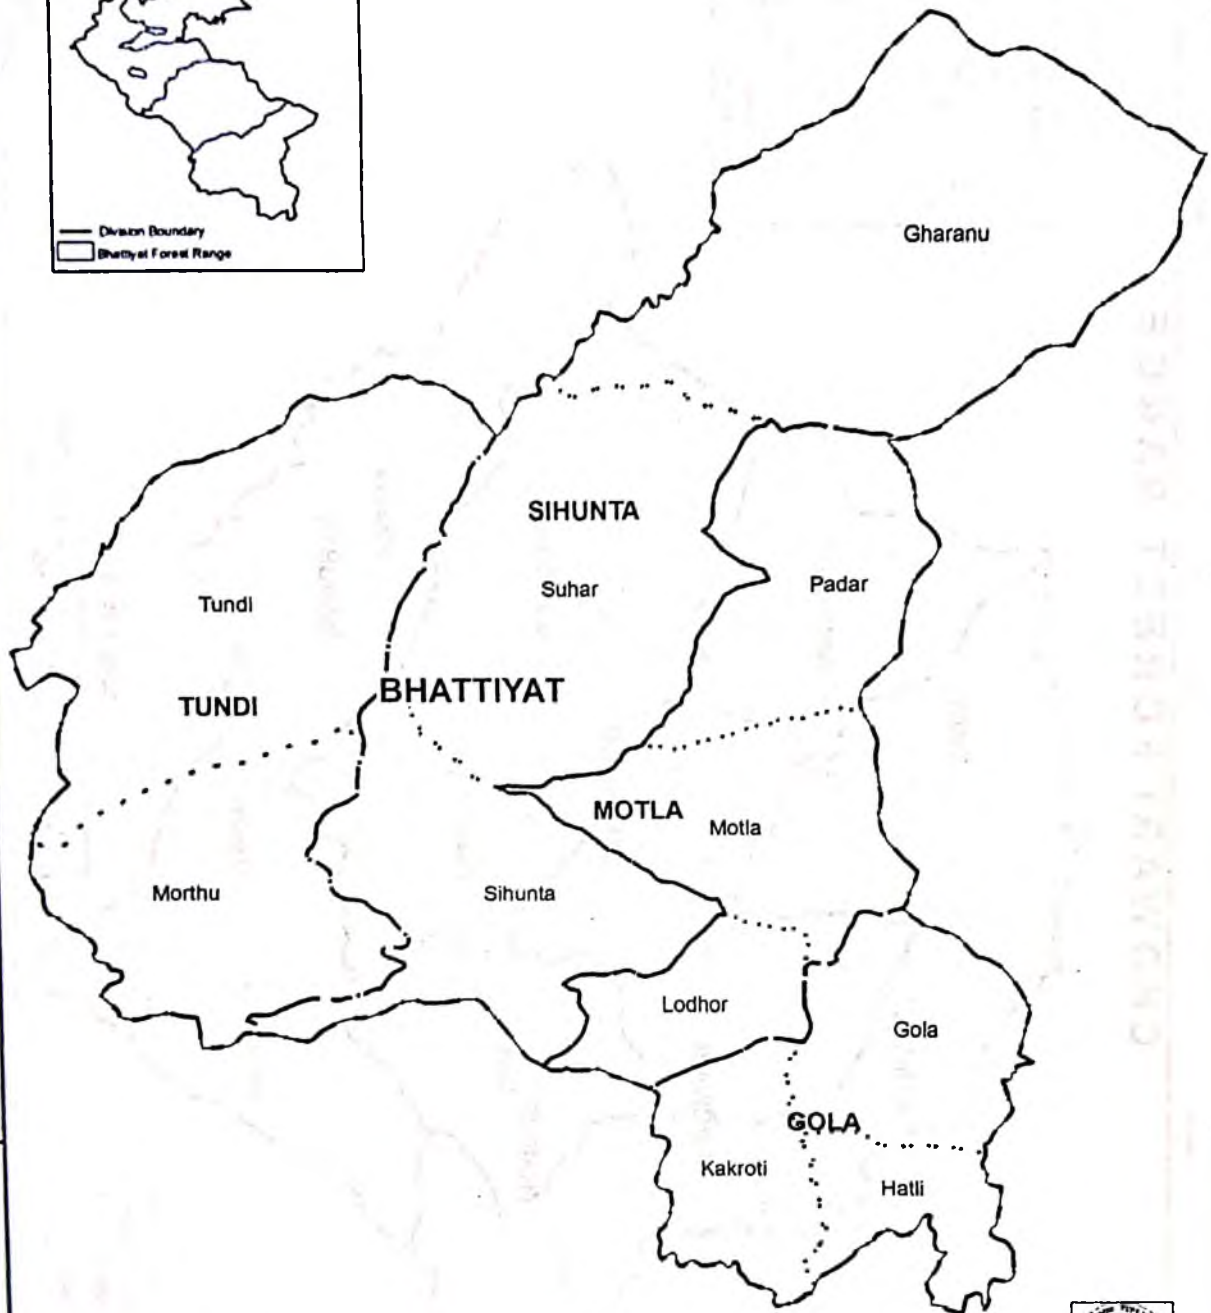 Division Boundary
Bhattiyat Forest Range
Gharanu
SIHUNTA
Suhar
Padar
Tundi
TUNDI
BHATTIYAT
MOTLA
Motla
Morthu
Sihunta
Lodhor
Gola
GOLA
Kakroti
Hatli